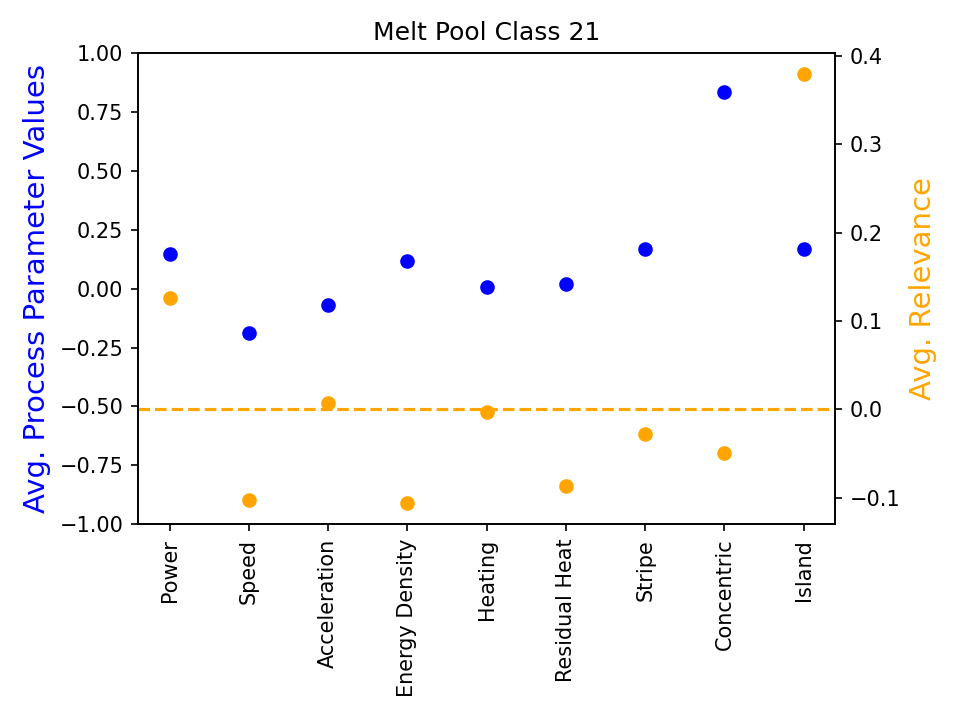 Melt Pool Class 21
Avg. Process Parameter Values
1.00
0.75
0.50
0.25
0.00
−0.25
−0.50
−0.75
−1.00
0.4
0.3
0.2
0.1
0.0
−0.1
Avg. Relevance
Power
Speed
Acceleration
Energy Density
Heating
Residual Heat
Stripe
Concentric
Island